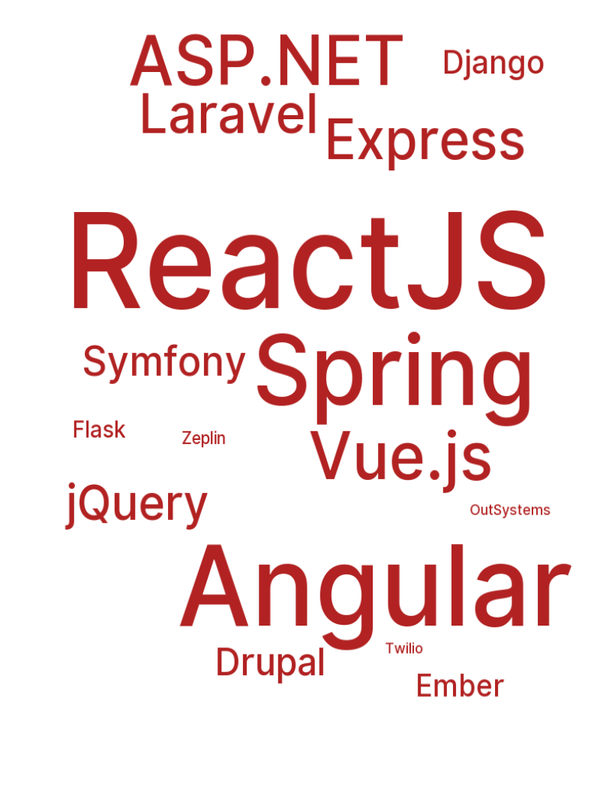 ASP.NET
Django
Laravel
Express
ReactJS
Spring
Symfony
Flask
Zeplin
Vue.js
jQuery
OutSystems
Angular
Twilio
Drupal
Ember